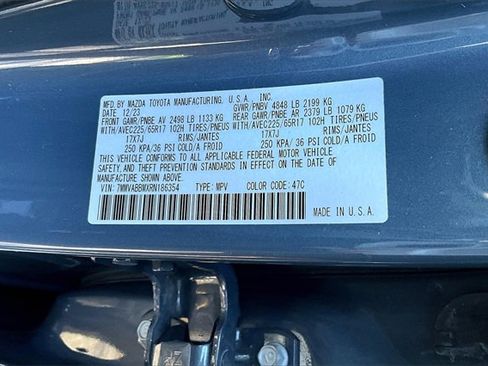 MFD. BY MAZDA TOYOTA MANUFACTURING, U.S.A., INC.
DATE 12/23 GVWR/PNBV 4848 LB 2199 KG
FRONT GAWR/PNBE AV 2498 LB 1133 KG REAR GAWR/PNBE AR 2379 LB 1079 KG
WITH/AVEC225/65R17 102H TIRES/PNEUS WITH/AVEC225/65R17 102H TIRES/PNEUS
17X7J RIMS/JANTES 17X7J RIMS/JANTES
250 KPA/36 PSI COLD/A FROID 250 KPA/36 PSI COLD/A FROID
THIS VEHICLE CONFORMS TO ALL APPLICABLE FEDERAL MOTOR VEHICLE
SAFETY, AND THEFT PREVENTION STANDARDS IN EFFECT ON THE DATE OF
MANUFACTURE SHOWN ABOVE.
VIN:7MMVABBMXRN186354 TYPE: MPV COLOR CODE: 47C
MADE IN U.S.A.